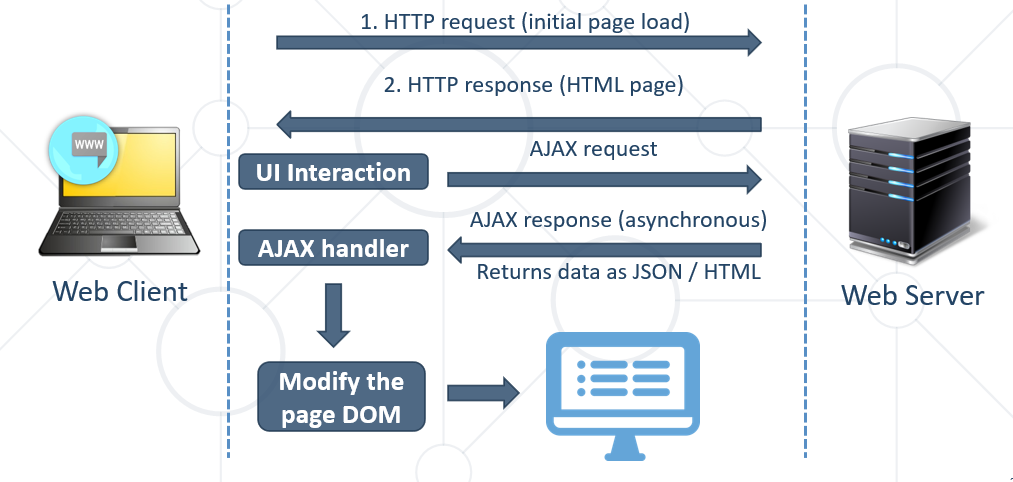 1. HTTP request (initial page load)
2. HTTP response (HTML page)
WWW
AJAX request
UI Interaction
AJAX response (asynchronous)
AJAX handler
Returns data as JSON / HTML
Web Client
Web Server
Modify the
page DOM